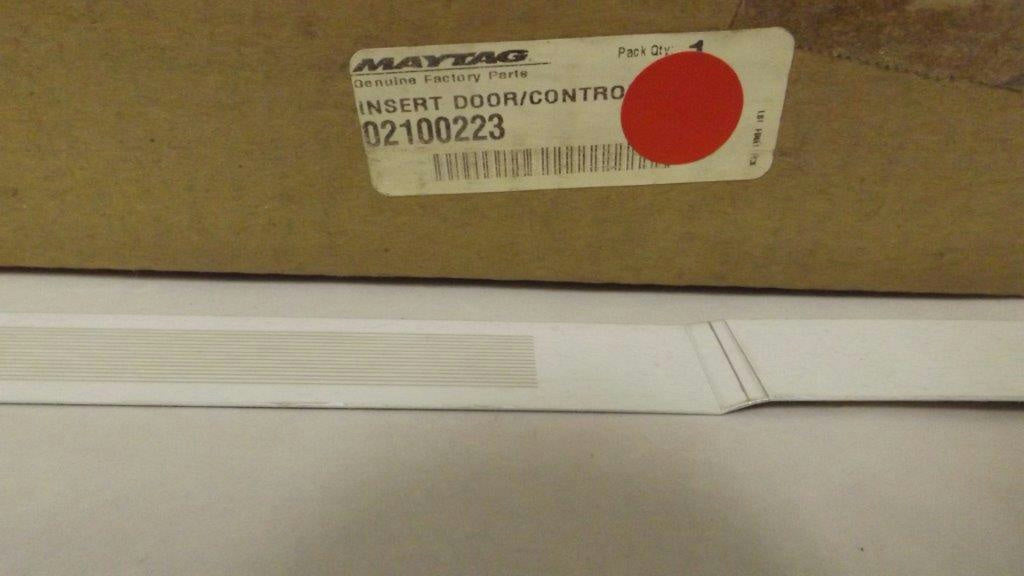 MAYTAG
Pack Qty: 1
Genuine Factory Parts
INSERT DOOR/CONTRO
02100223